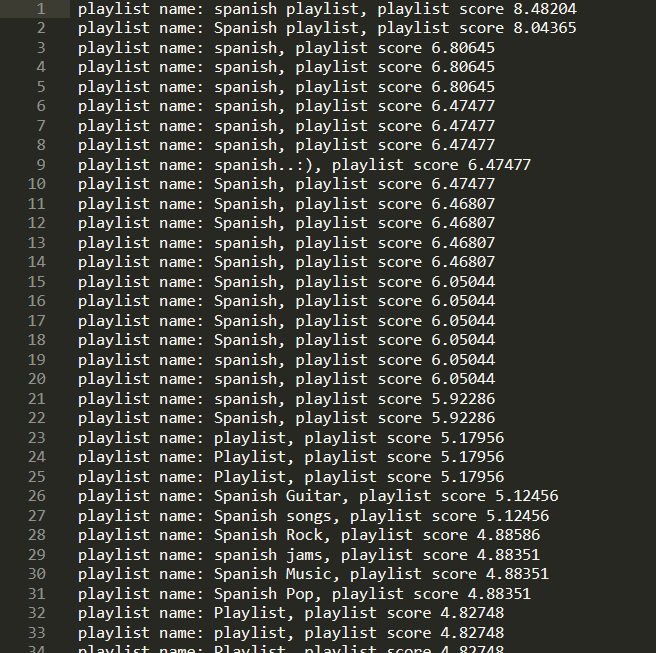 1 playlist name: spanish playlist, playlist score 8.48204
2 playlist name: Spanish playlist, playlist score 8.04365
3 playlist name: spanish, playlist score 6.80645
4 playlist name: spanish, playlist score 6.80645
5 playlist name: spanish, playlist score 6.80645
6 playlist name: Spanish, playlist score 6.47477
7 playlist name: Spanish, playlist score 6.47477
8 playlist name: Spanish, playlist score 6.47477
9 playlist name: spanish..:), playlist score 6.47477
10 playlist name: Spanish, playlist score 6.47477
11 playlist name: Spanish, playlist score 6.46807
12 playlist name: Spanish, playlist score 6.46807
13 playlist name: Spanish, playlist score 6.46807
14 playlist name: Spanish, playlist score 6.46807
15 playlist name: Spanish, playlist score 6.05044
16 playlist name: Spanish, playlist score 6.05044
17 playlist name: Spanish, playlist score 6.05044
18 playlist name: Spanish, playlist score 6.05044
19 playlist name: spanish, playlist score 6.05044
20 playlist name: spanish, playlist score 6.05044
21 playlist name: spanish, playlist score 5.92286
22 playlist name: Spanish, playlist score 5.92286
23 playlist name: playlist, playlist score 5.17956
24 playlist name: Playlist, playlist score 5.17956
25 playlist name: Playlist, playlist score 5.17956
26 playlist name: Spanish Guitar, playlist score 5.12456
27 playlist name: Spanish songs, playlist score 5.12456
28 playlist name: Spanish Rock, playlist score 4.88586
29 playlist name: spanish jams, playlist score 4.88351
30 playlist name: Spanish Music, playlist score 4.88351
31 playlist name: Spanish Pop, playlist score 4.88351
32 playlist name: Playlist, playlist score 4.82748
33 playlist name: playlist, playlist score 4.82748
34 playlist name: Playlist, playlist score 4.82748